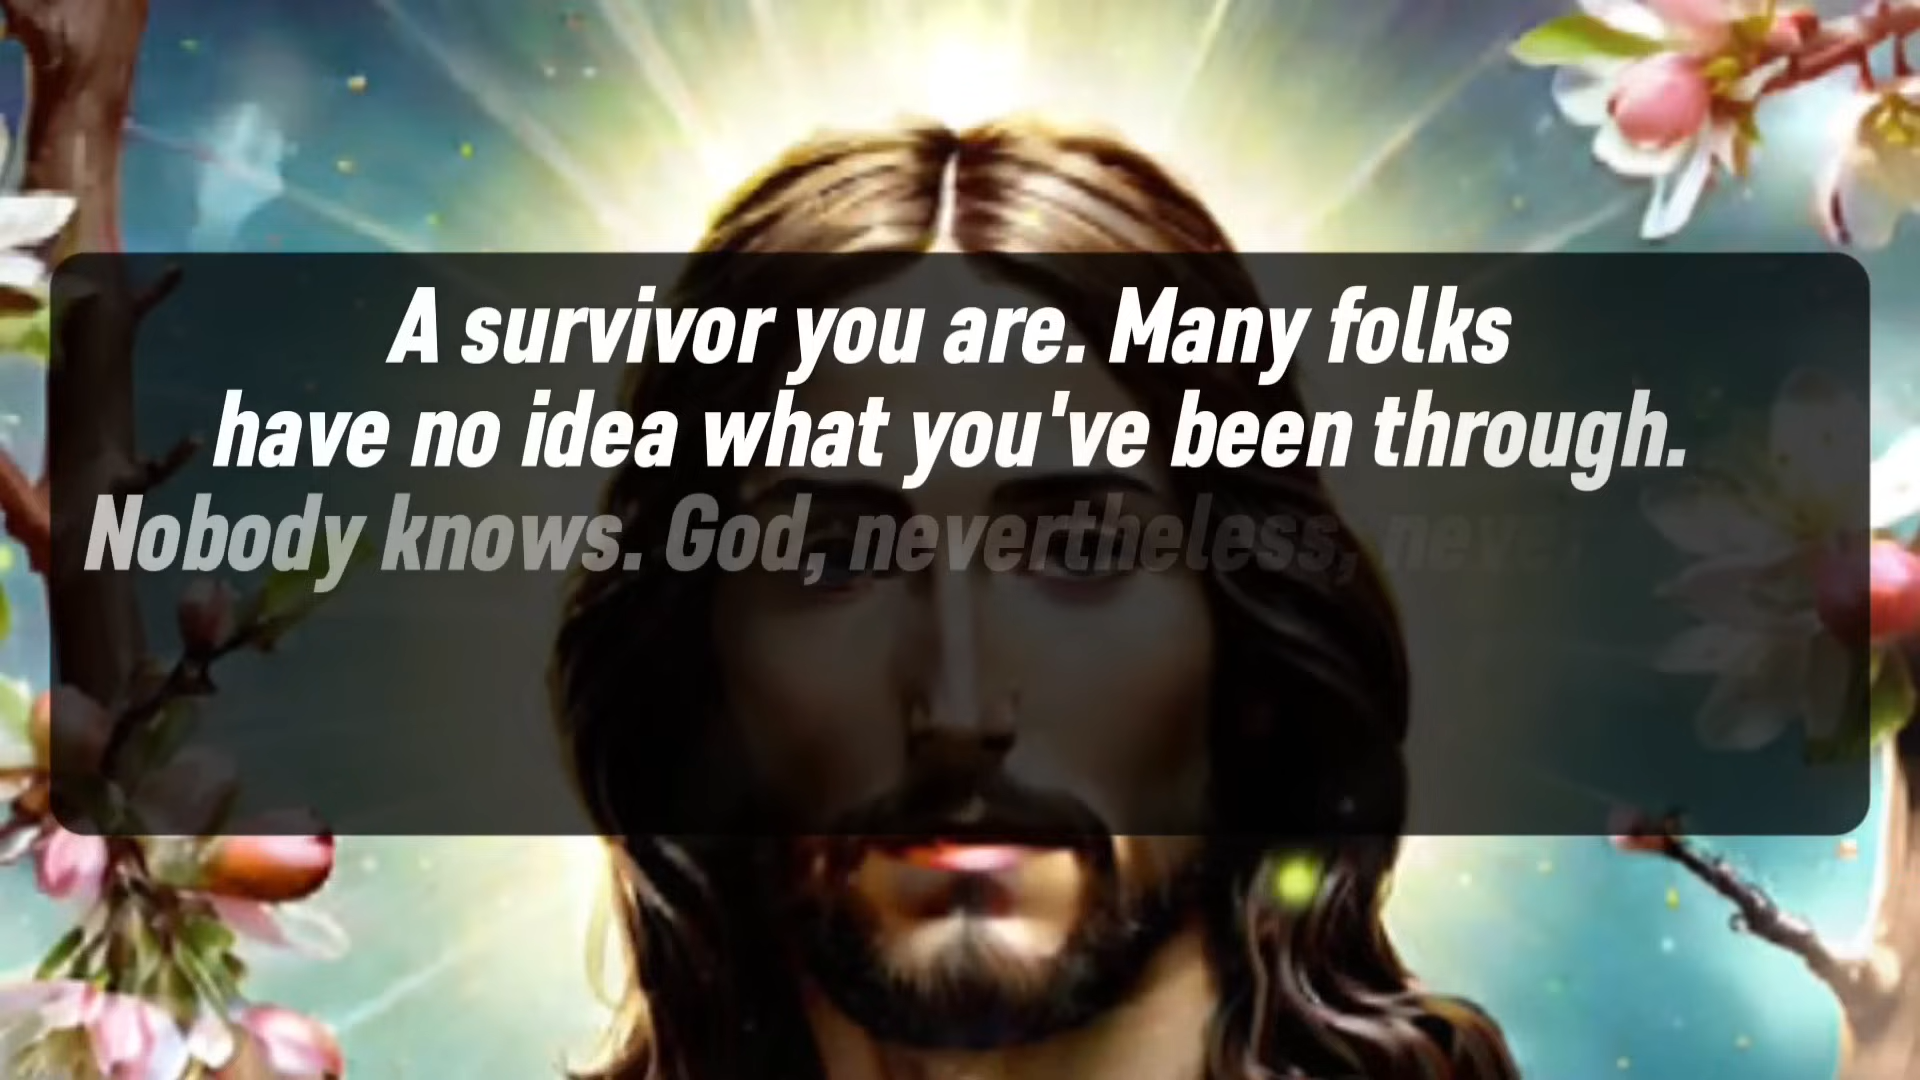 A survivor you are. Many folks
have no idea what you've been through.
Nobody knows. God, nevertheless,